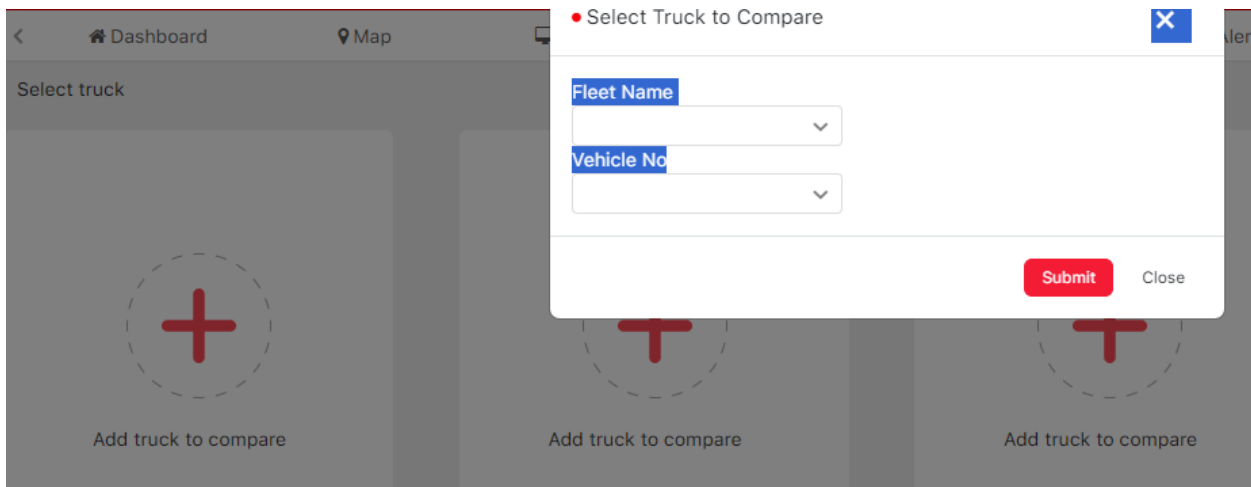 Dashboard
Map
Select Truck to Compare
Select truck
Fleet Name
Vehicle No
Submit
Close
Add truck to compare
Add truck to compare
Add truck to compare